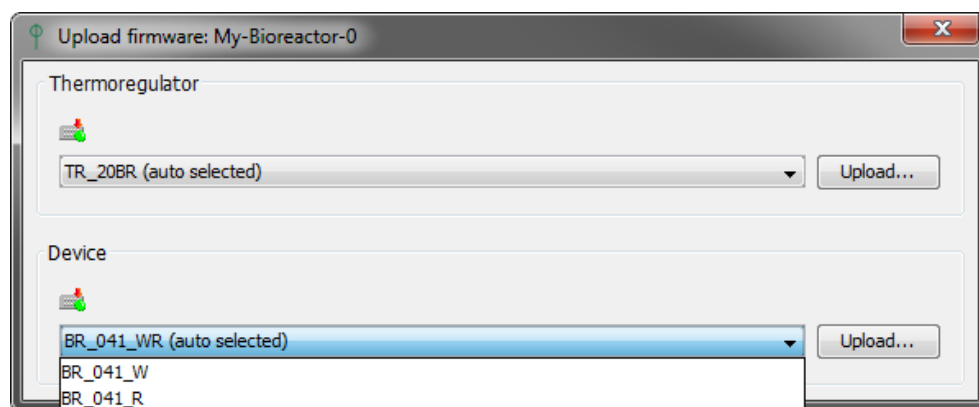 Upload firmware: My-Bioreactor-0
Thermoregulator
TR_20BR (auto selected)
Upload...
Device
BR_041_WR (auto selected)
Upload...
BR_041_W
BR_041_R